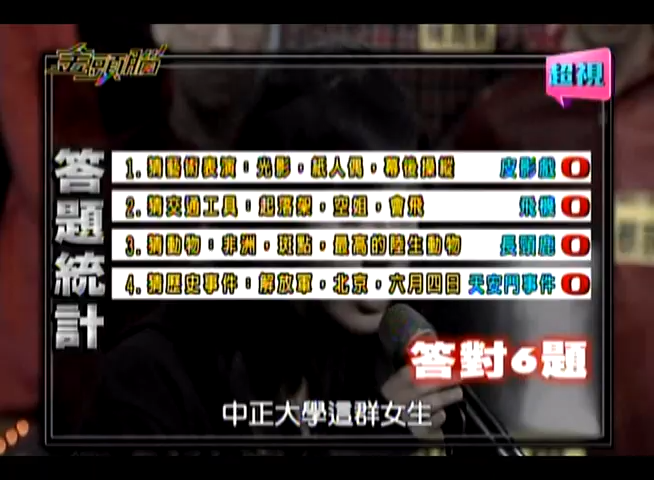 金頭腦
超視
答題統計
1.猜藝術表演：光影，紙人偶，幕後操縱 皮影戲 O
2.猜交通工具：起落架，空姐，會飛 飛機 O
3.猜動物：非洲，斑點，最高的陸生動物 長頸鹿 O
4.猜歷史事件：解放軍，北京，六月四日 天安門事件 O
答對6題
中正大學這群女生